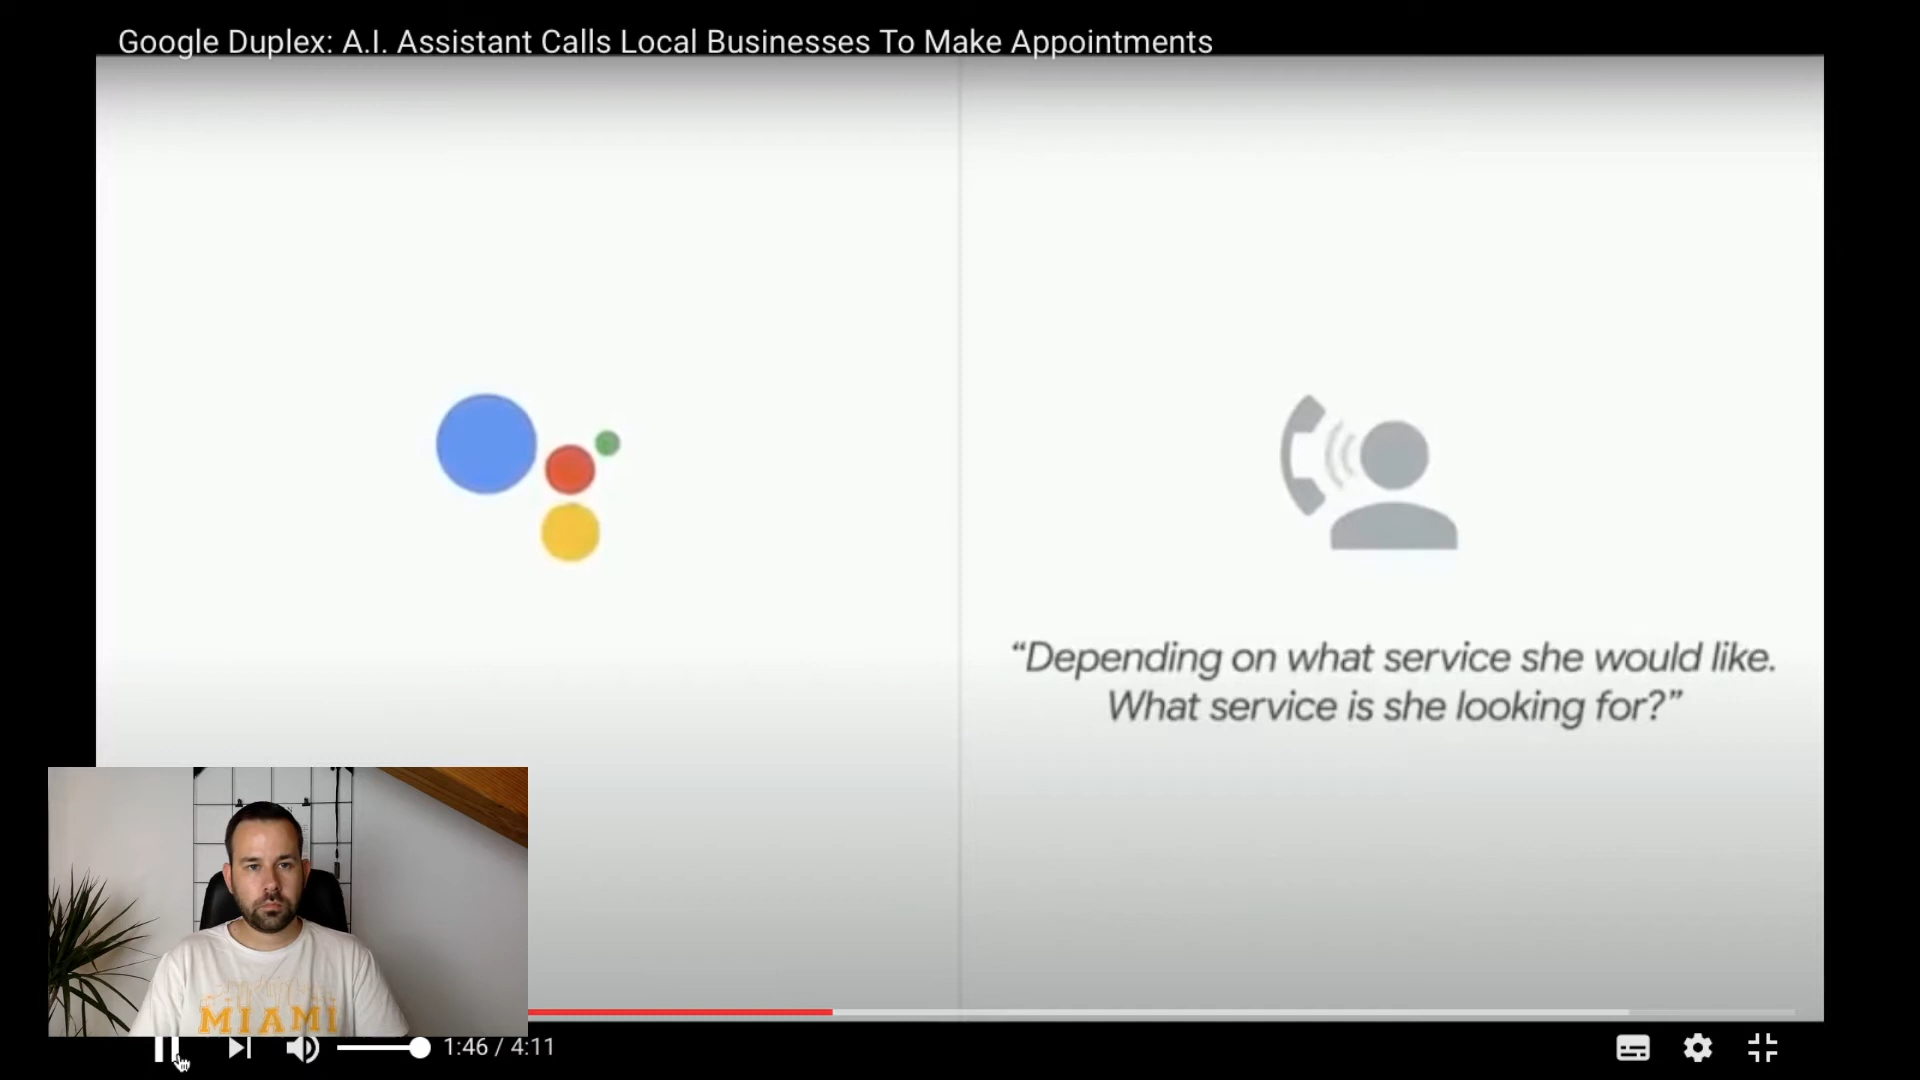 Google Duplex: A.I. Assistant Calls Local Businesses To Make Appointments
“Depending on what service she would like.
What service is she looking for?”
MIAMI
1:46 / 4:11